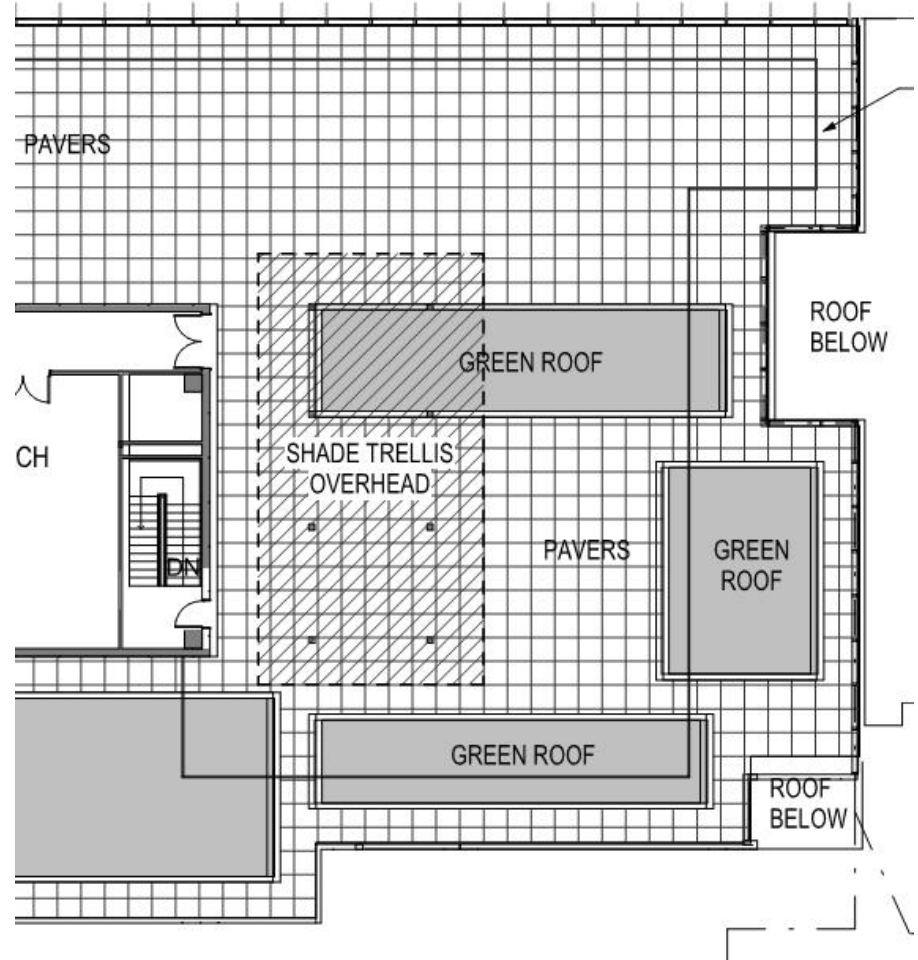 PAVERS
ROOF
BELOW
GREEN ROOF
CH
SHADE TRELLIS
OVERHEAD
PAVERS
GREEN
ROOF
DN
GREEN ROOF
ROOF
BELOW